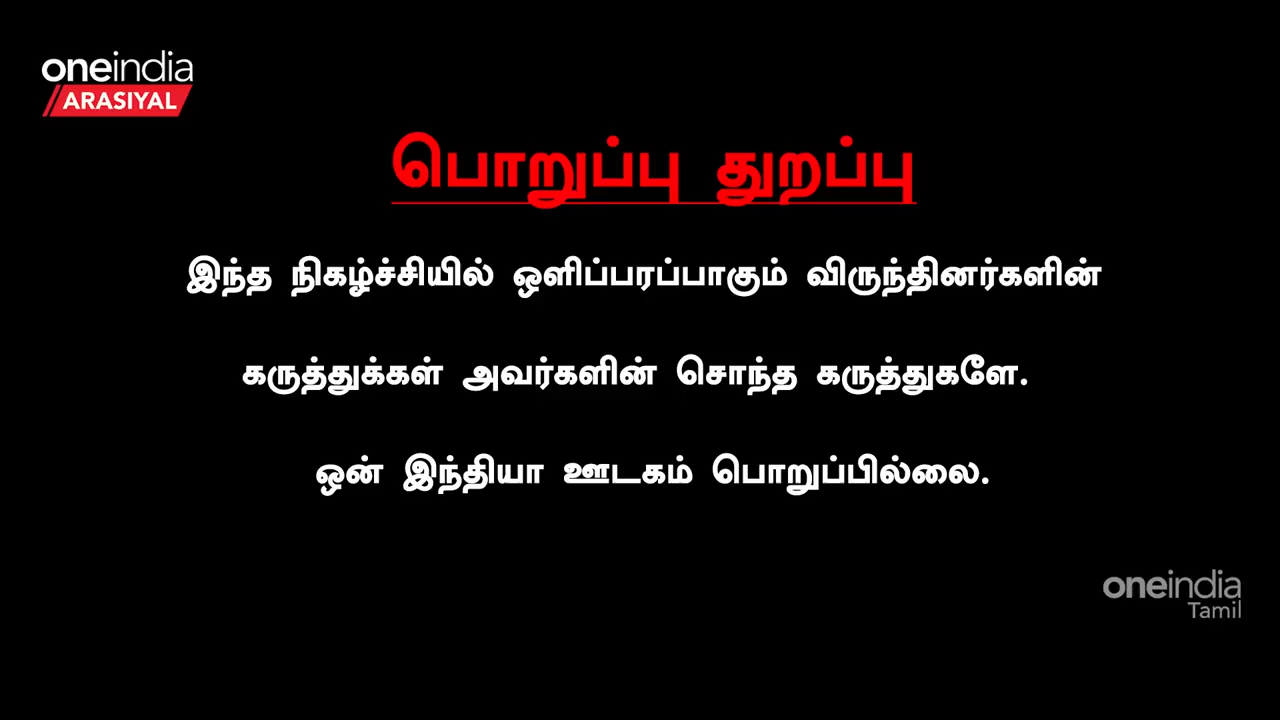 oneindia
ARASIYAL
பொறுப்பு துறப்பு
இந்த நிகழ்ச்சியில் ஒளிப்பரப்பாகும் விருந்தினர்களின்
கருத்துக்கள் அவர்களின் சொந்த கருத்துகளே.
ஒன் இந்தியா ஊடகம் பொறுப்பில்லை.
oneindia
Tamil